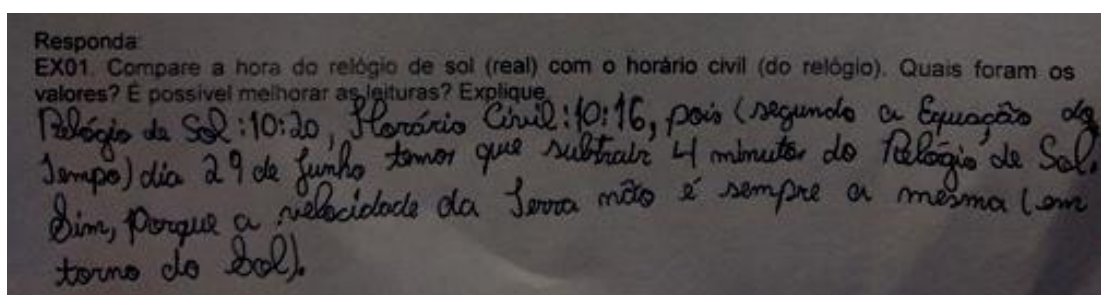 Responda:
EX01. Compare a hora do relógio de sol (real) com o horário civil (do relógio). Quais foram os
valores? É possível melhorar as leituras? Explique.
Relógio de Sol: 10:20, Horário Civil: 10:16, pois (segundo a Equação do
Tempo) dia 29 de Junho temos que subtrair 4 minutos do Relógio de Sol.
Sim, porque a velocidade da Terra não é sempre a mesma (em
torno do Sol).